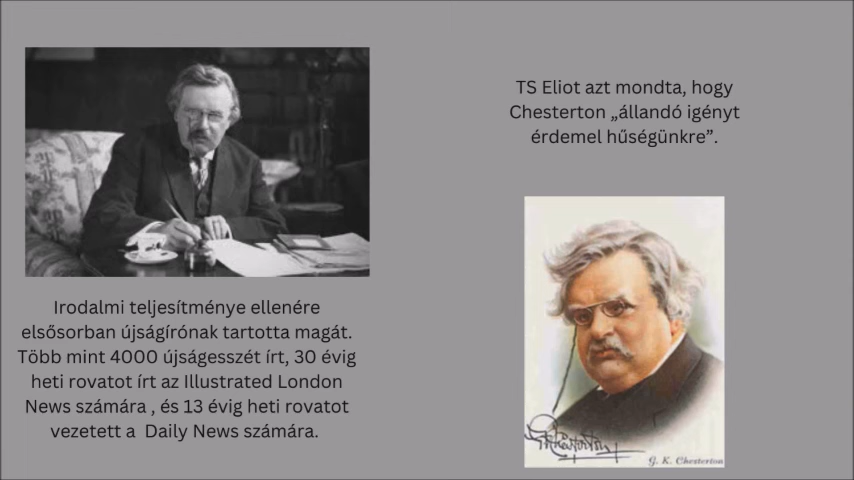 Irodalmi teljesítménye ellenére
elsősorban újságírónak tartotta magát.
Több mint 4000 újságesszét írt, 30 évig
heti rovatot írt az Illustrated London
News számára , és 13 évig heti rovatot
vezetett a Daily News számára.
TS Eliot azt mondta, hogy
Chesterton „állandó igényt
érdemel hűségünkre”.
G. K. Chesterton